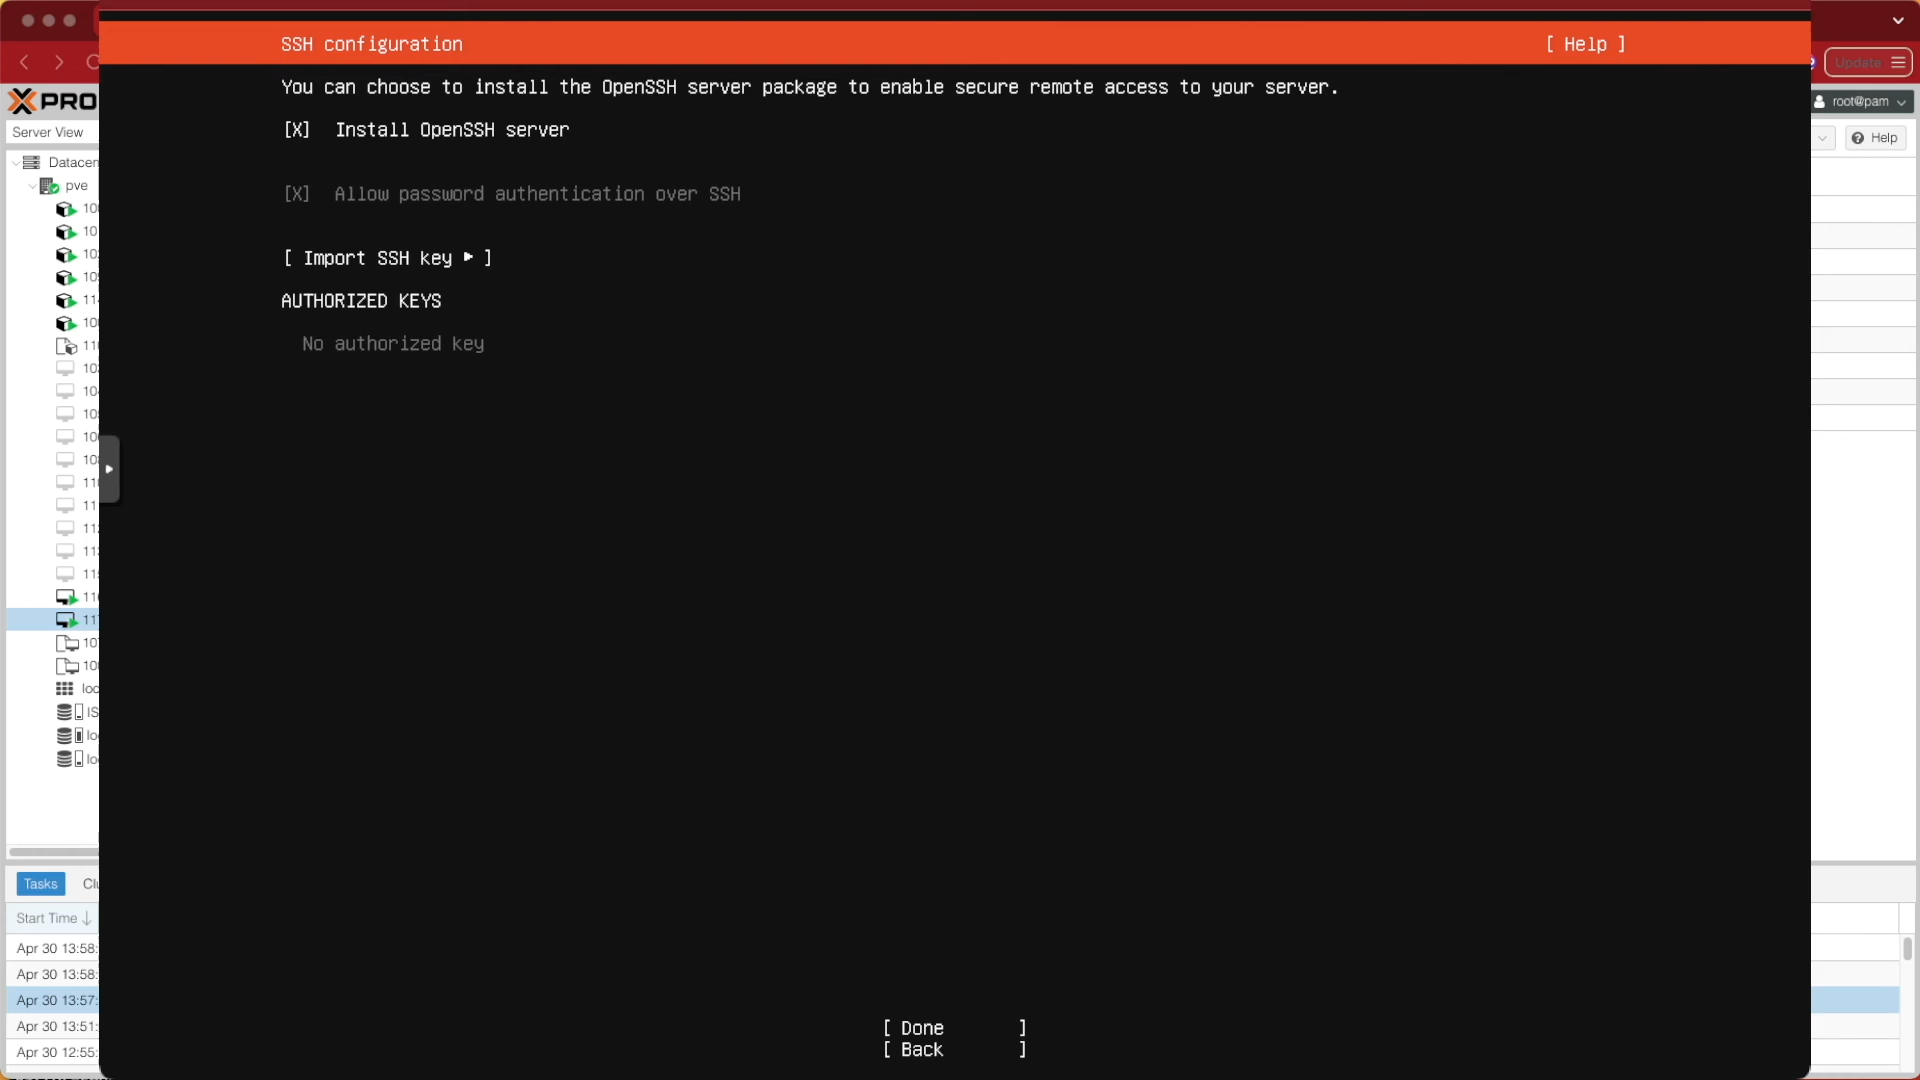 SSH configuration
[ Help ]
You can choose to install the OpenSSH server package to enable secure remote access to your server.
[X] Install OpenSSH server
[X] Allow password authentication over SSH
[ Import SSH key ▸ ]
AUTHORIZED KEYS
No authorized key
[ Done ]
[ Back ]
Update
PRO
root@pam
Server View
Help
Datacen
pve
Tasks
Start Time
Apr 30 13:58:
Apr 30 13:58:
Apr 30 13:57:
Apr 30 13:51:
Apr 30 12:55: